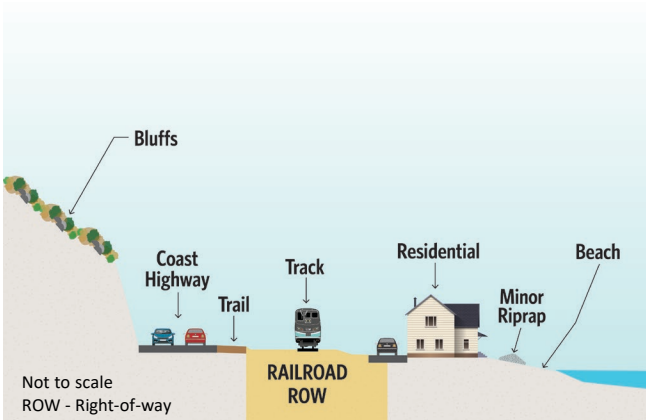 Bluffs
Coast
Highway
Trail
Track
Residential
Minor
Riprap
Beach
RAILROAD
ROW
Not to scale
ROW - Right-of-way